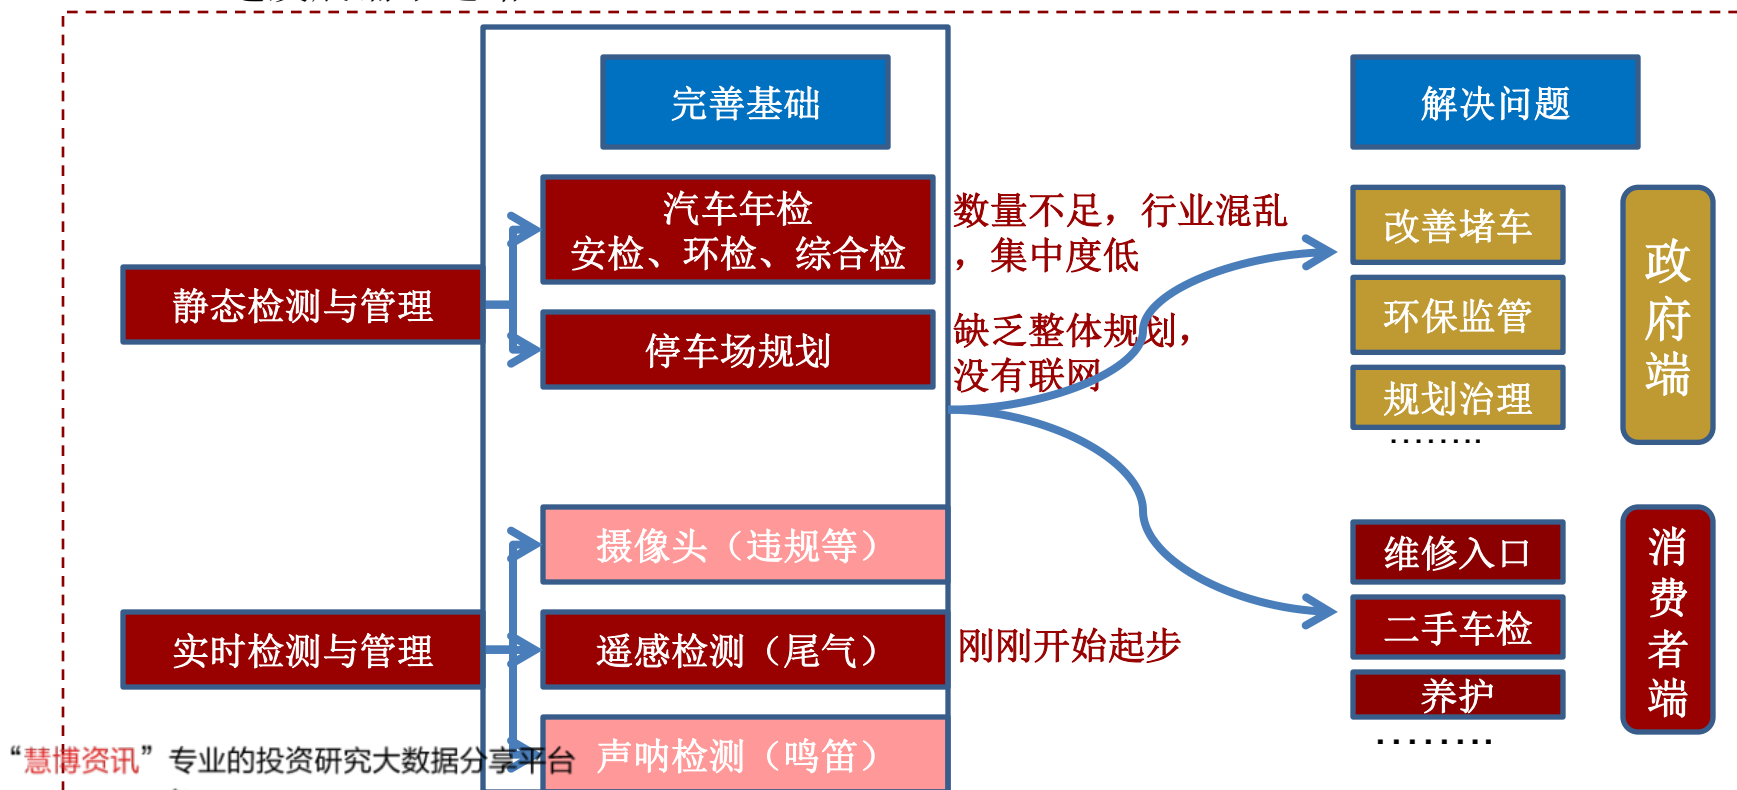 完善基础
解决问题
汽车年检
安检、环检、综合检
数量不足，行业混乱
，集中度低
改善堵车
政府端
静态检测与管理
环保监管
停车场规划
缺乏整体规划，
没有联网
规划治理
........
摄像头（违规等）
维修入口
消费者端
实时检测与管理
遥感检测（尾气）
刚刚开始起步
二手车检
养护
........
声呐检测（鸣笛）
“慧博资讯”专业的投资研究大数据分享平台